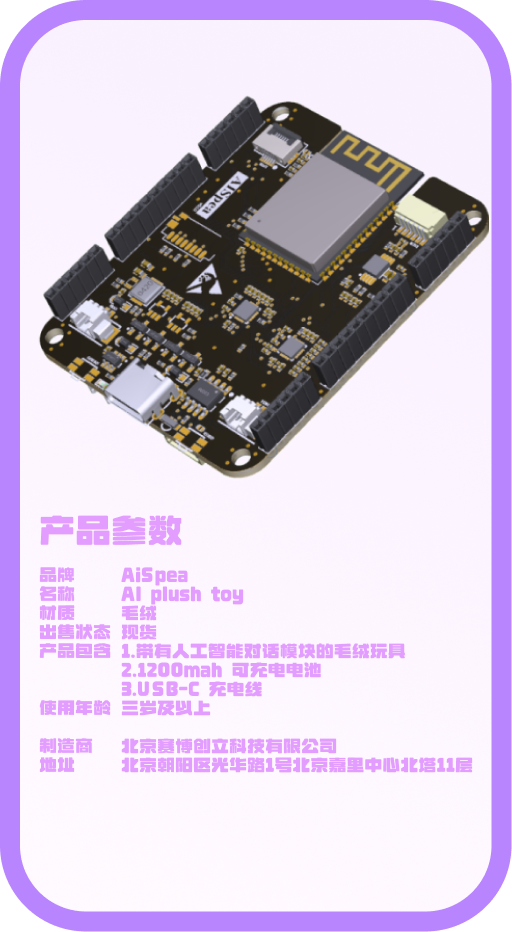 AISpea
产品参数
品牌 AiSpea
名称 AI plush toy
材质 毛绒
出售状态 现货
产品包含 1.带有人工智能对话模块的毛绒玩具
2.1200mah 可充电电池
3.USB-C 充电线
使用年龄 三岁及以上
制造商 北京赛博创立科技有限公司
地址 北京朝阳区光华路1号北京嘉里中心北塔11层